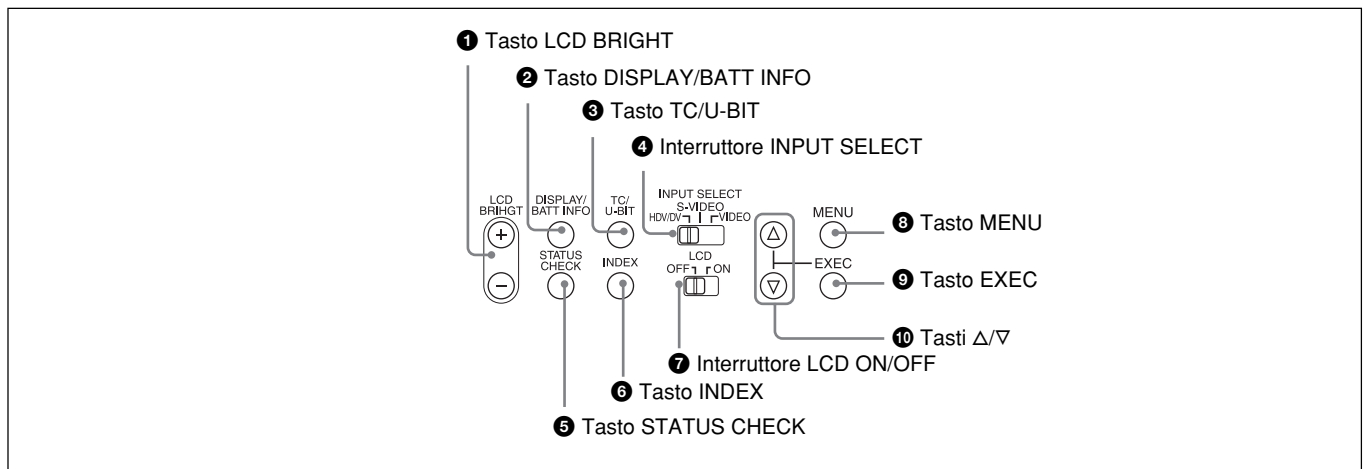 ❶ Tasto LCD BRIGHT
❷ Tasto DISPLAY/BATT INFO
❸ Tasto TC/U-BIT
❹ Interruttore INPUT SELECT
LCD
BRIHGT
DISPLAY/
BATT INFO
TC/
U-BIT
INPUT SELECT
S-VIDEO
HDV/DV
VIDEO
MENU
❽ Tasto MENU
+
△
STATUS
CHECK
INDEX
LCD
OFF
ON
EXEC
❾ Tasto EXEC
−
▽
❿ Tasti △/▽
❼ Interruttore LCD ON/OFF
❻ Tasto INDEX
❺ Tasto STATUS CHECK